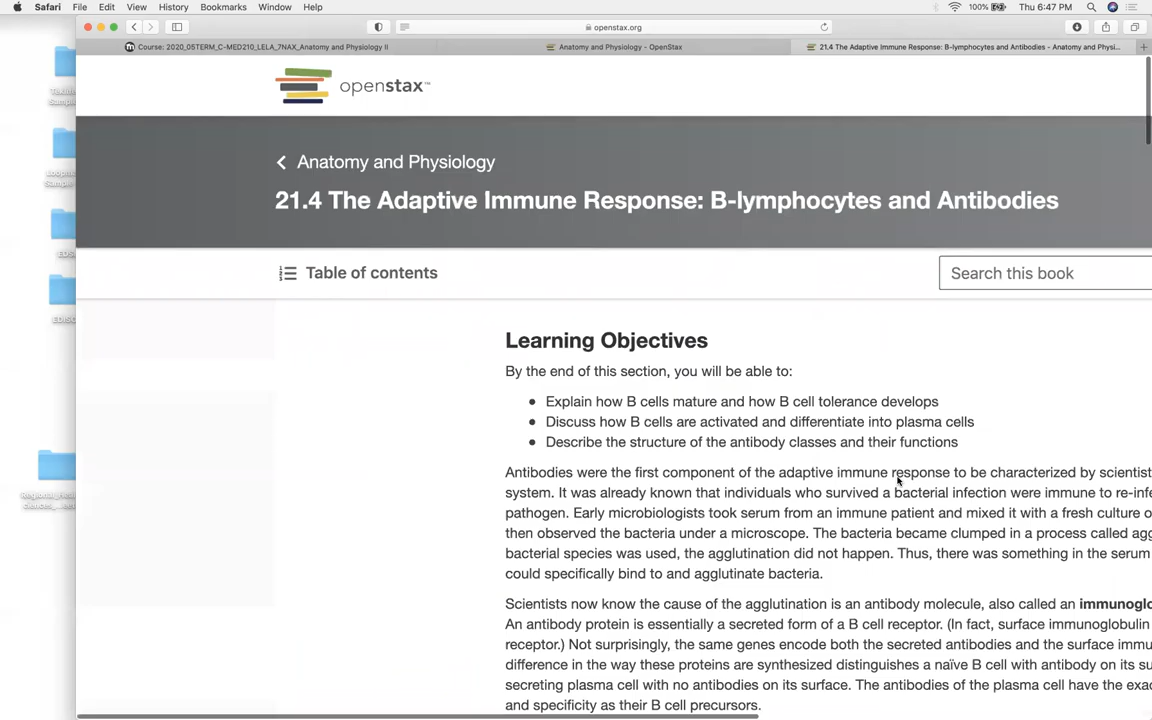 Safari File Edit View History Bookmarks Window Help 100% Thu 6:47 PM
openstax.org
Course: 2020_05TERM_C-MED210_LELA_7NAX_Anatomy and Physiology II
Anatomy and Physiology - OpenStax
21.4 The Adaptive Immune Response: B-lymphocytes and Antibodies - Anatomy and Physi...
openstax™
Anatomy and Physiology
21.4 The Adaptive Immune Response: B-lymphocytes and Antibodies
Table of contents
Search this book
Learning Objectives
By the end of this section, you will be able to:
• Explain how B cells mature and how B cell tolerance develops
• Discuss how B cells are activated and differentiate into plasma cells
• Describe the structure of the antibody classes and their functions
Antibodies were the first component of the adaptive immune response to be characterized by scientist
system. It was already known that individuals who survived a bacterial infection were immune to re-infe
pathogen. Early microbiologists took serum from an immune patient and mixed it with a fresh culture o
then observed the bacteria under a microscope. The bacteria became clumped in a process called agg
bacterial species was used, the agglutination did not happen. Thus, there was something in the serum
could specifically bind to and agglutinate bacteria.
Scientists now know the cause of the agglutination is an antibody molecule, also called an immunoglo
An antibody protein is essentially a secreted form of a B cell receptor. (In fact, surface immunoglobulin
receptor.) Not surprisingly, the same genes encode both the secreted antibodies and the surface immu
difference in the way these proteins are synthesized distinguishes a naïve B cell with antibody on its su
secreting plasma cell with no antibodies on its surface. The antibodies of the plasma cell have the exac
and specificity as their B cell precursors.